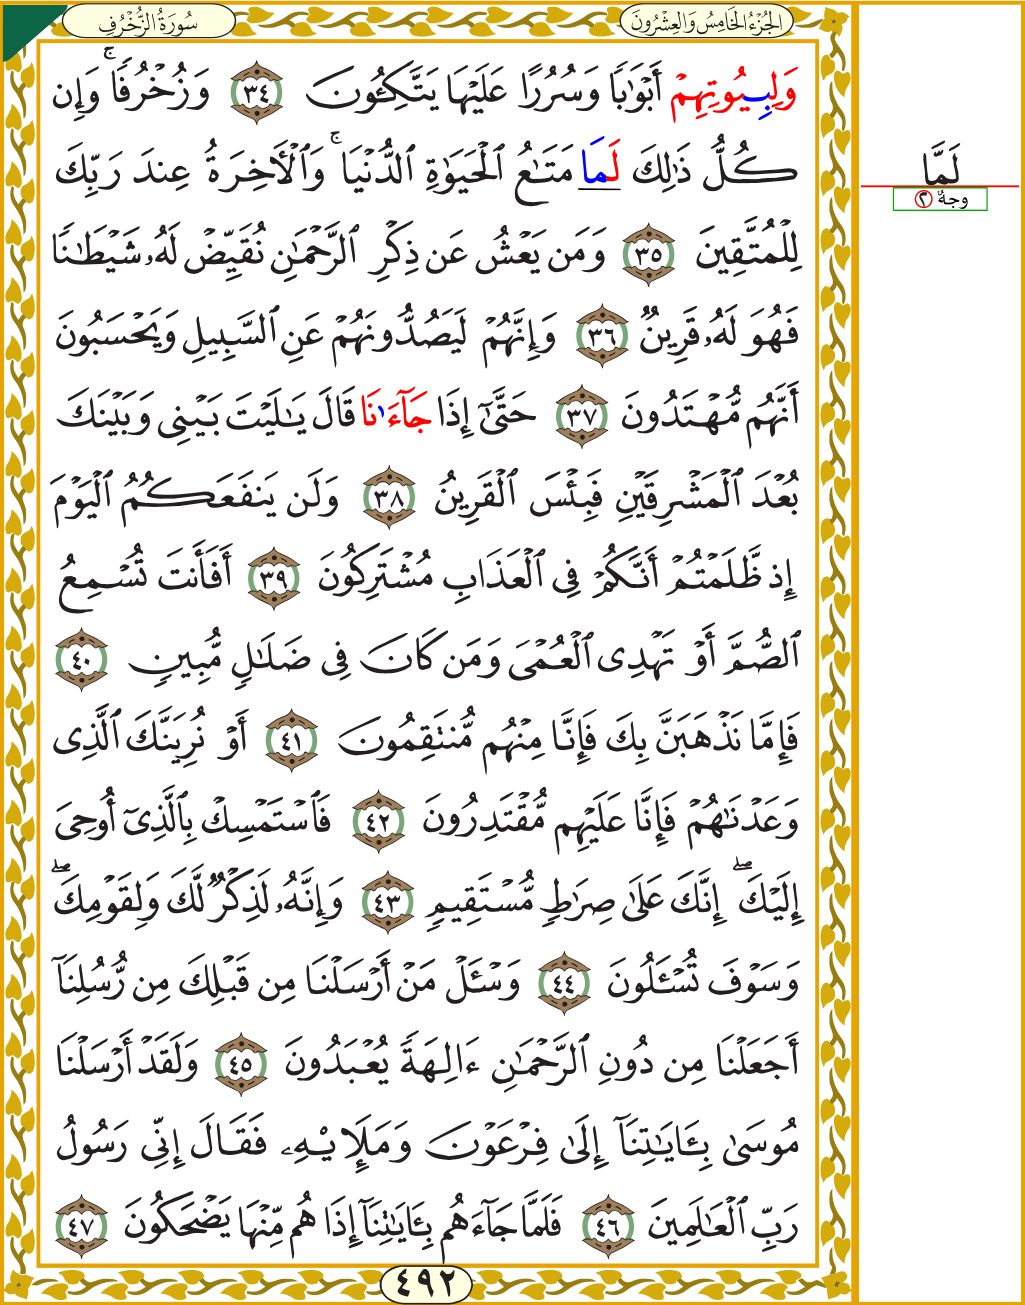 سُورَةُ الزُّخْرُفِ
الجُزْءُ الخَامِسُ وَالعِشْرُونَ
وَلِبِيُوتِهِمْ أَبْوَٰبًا وَسُرُرًا عَلَيْهَا يَتَّكِـُٔونَ ٣٤ وَزُخْرُفًا ۚ وَإِن
كُلُّ ذَٰلِكَ لَمَا مَتَـٰعُ ٱلْحَيَوٰةِ ٱلدُّنْيَا ۚ وَٱلْـَٔاخِرَةُ عِندَ رَبِّكَ
لِلْمُتَّقِينَ ٣٥ وَمَن يَعْشُ عَن ذِكْرِ ٱلرَّحْمَـٰنِ نُقَيِّضْ لَهُۥ شَيْطَـٰنًا
فَهُوَ لَهُۥ قَرِينٌ ٣٦ وَإِنَّهُمْ لَيَصُدُّونَهُمْ عَنِ ٱلسَّبِيلِ وَيَحْسَبُونَ
أَنَّهُم مُّهْتَدُونَ ٣٧ حَتَّىٰٓ إِذَا جَآءَٰنَا قَالَ يَـٰلَيْتَ بَيْنِى وَبَيْنَكَ
بُعْدَ ٱلْمَشْرِقَيْنِ فَبِئْسَ ٱلْقَرِينُ ٣٨ وَلَن يَنفَعَكُمُ ٱلْيَوْمَ
إِذ ظَّلَمْتُمْ أَنَّكُمْ فِى ٱلْعَذَابِ مُشْتَرِكُونَ ٣٩ أَفَأَنتَ تُسْمِعُ
ٱلصُّمَّ أَوْ تَهْدِى ٱلْعُمْىَ وَمَن كَانَ فِى ضَلَـٰلٍ مُّبِينٍ ٤٠
فَإِمَّا نَذْهَبَنَّ بِكَ فَإِنَّا مِنْهُم مُّنتَقِمُونَ ٤١ أَوْ نُرِيَنَّكَ ٱلَّذِى
وَعَدْنَـٰهُمْ فَإِنَّا عَلَيْهِم مُّقْتَدِرُونَ ٤٢ فَٱسْتَمْسِكْ بِٱلَّذِىٓ أُوحِىَ
إِلَيْكَ ۖ إِنَّكَ عَلَىٰ صِرَٰطٍ مُّسْتَقِيمٍ ٤٣ وَإِنَّهُۥ لَذِكْرٌ لَّكَ وَلِقَوْمِكَ ۖ
وَسَوْفَ تُسْـَٔلُونَ ٤٤ وَسْـَٔلْ مَنْ أَرْسَلْنَا مِن قَبْلِكَ مِن رُّسُلِنَآ
أَجَعَلْنَا مِن دُونِ ٱلرَّحْمَـٰنِ ءَالِهَةً يُعْبَدُونَ ٤٥ وَلَقَدْ أَرْسَلْنَا
مُوسَىٰ بِـَٔايَـٰتِنَآ إِلَىٰ فِرْعَوْنَ وَمَلَإِي۟هِۦ فَقَالَ إِنِّى رَسُولُ
رَبِّ ٱلْعَـٰلَمِينَ ٤٦ فَلَمَّا جَآءَهُم بِـَٔايَـٰتِنَآ إِذَا هُم مِّنْهَا يَضْحَكُونَ ٤٧
٤٩٢
لَمَّا
وجهٌ ٢